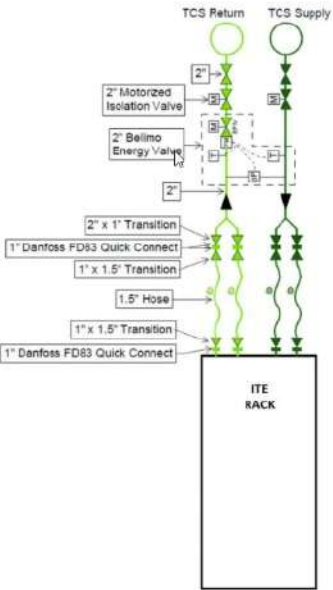 TCS Return
TCS Supply
2"
2" Motorized
Isolation Valve
M
M
2" Belimo
Energy Valve
M
T
T
2"
2" x 1" Transition
1" Danfoss FD83 Quick Connect
1" x 1.5" Transition
1.5" Hose
1" x 1.5" Transition
1" Danfoss FD83 Quick Connect
ITE
RACK